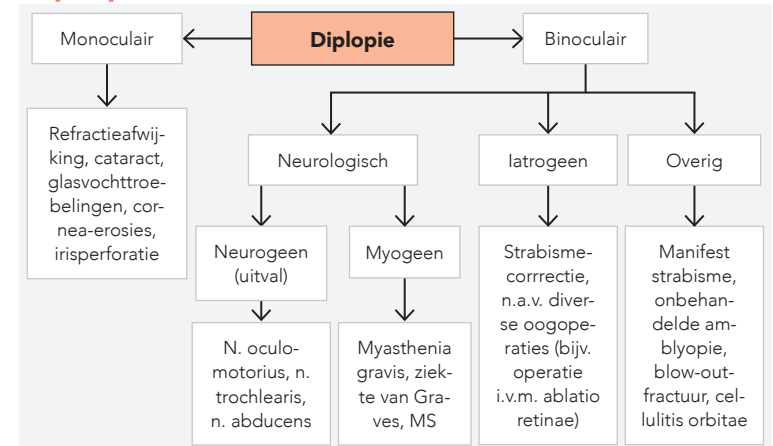 Monoculair
Diplopie
Binoculair
Refractieafwij-
king, cataract,
glasvochttroe-
belingen, cor-
nea-erosies,
irisperforatie
Neurologisch
Iatrogeen
Overig
Neurogeen
(uitval)
Myogeen
N. oculo-
motorius, n.
trochlearis,
n. abducens
Myasthenia
gravis, ziek-
te van Gra-
ves, MS
Strabisme-
corrrectie,
n.a.v. diver-
se oogope-
raties (bijv.
operatie
i.v.m. ablatio
retinae)
Manifest
strabisme,
onbehan-
delde am-
blyopie,
blow-out-
fractuur, cel-
lulitis orbitae